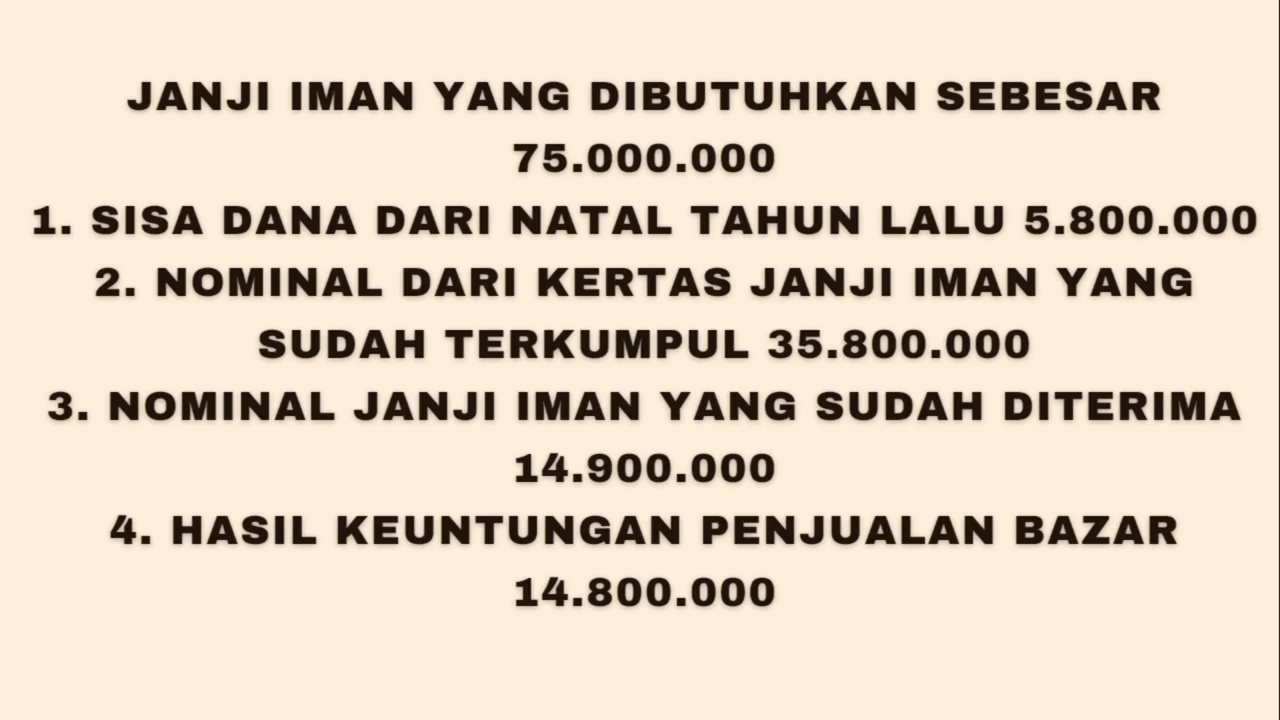 JANJI IMAN YANG DIBUTUHKAN SEBESAR
75.000.000
1. SISA DANA DARI NATAL TAHUN LALU 5.800.000
2. NOMINAL DARI KERTAS JANJI IMAN YANG
SUDAH TERKUMPUL 35.800.000
3. NOMINAL JANJI IMAN YANG SUDAH DITERIMA
14.900.000
4. HASIL KEUNTUNGAN PENJUALAN BAZAR
14.800.000